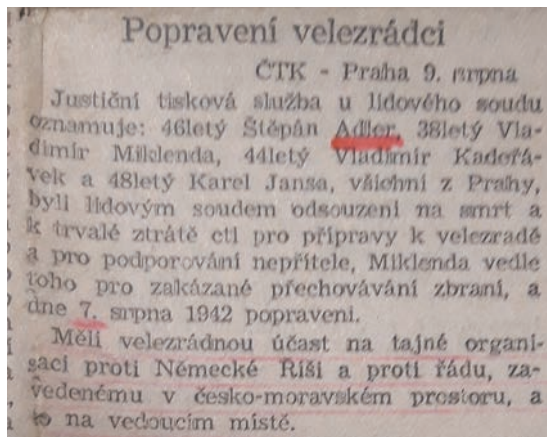 Popravení velezrádci
ČTK - Praha 9. srpna
Justiční tisková služba u lidového soudu
oznamuje: 46letý Štěpán Adler, 38letý Vla-
dimír Miklenda, 44letý Vladimír Kadeřá-
vek a 48letý Karel Jansa, všichni z Prahy,
byli lidovým soudem odsouzeni na smrt a
k trvalé ztrátě cti pro přípravy k velezradě
a pro podporování nepřítele, Miklenda vedle
toho pro zakázané přechovávání zbraní, a
dne 7. srpna 1942 popraveni.
Měli velezrádnou účast na tajné organi-
saci proti Německé Říši a proti řádu, za-
vedenému v česko-moravském prostoru, a
to na vedoucím místě.